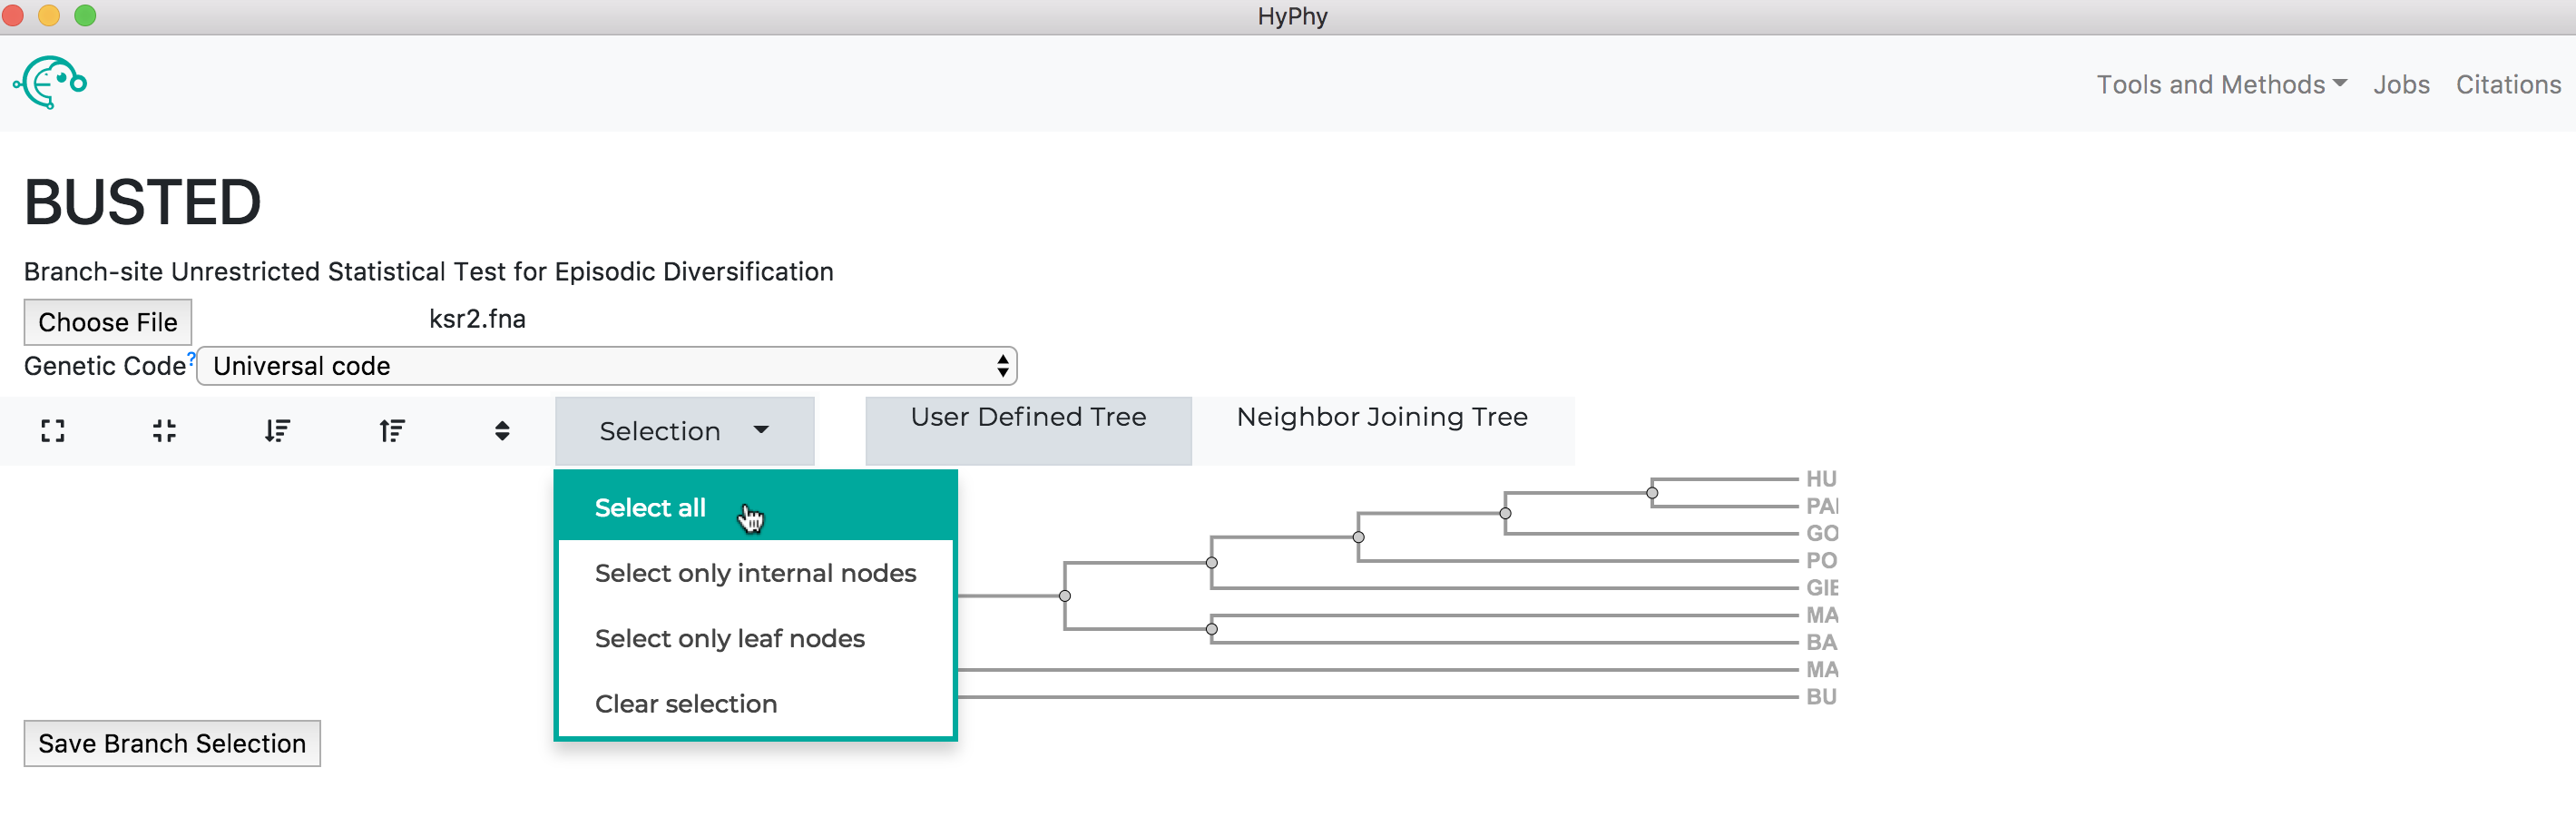 HyPhy
Tools and Methods Jobs Citations
BUSTED
Branch-site Unrestricted Statistical Test for Episodic Diversification
Choose File ksr2.fna
Genetic Code? Universal code
Selection User Defined Tree Neighbor Joining Tree
Select all
Select only internal nodes
Select only leaf nodes
Clear selection
HU
PA
GO
PO
GIB
MA
BA
MA
BU
Save Branch Selection